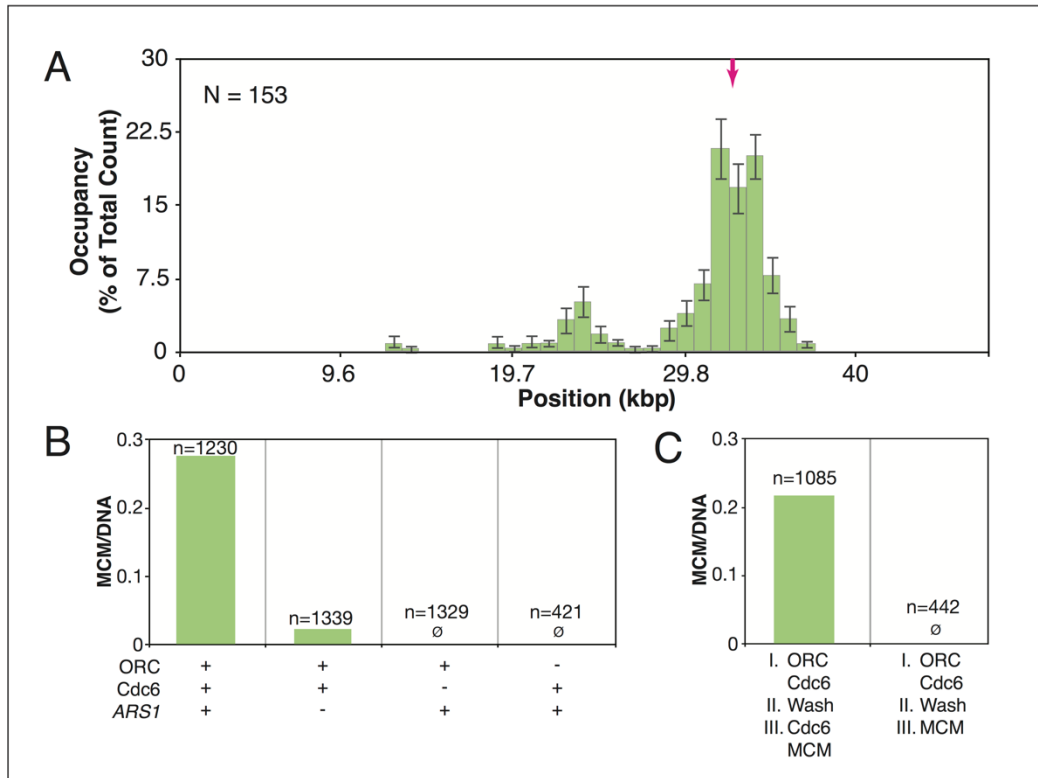 A
N = 153
Occupancy
(% of Total Count)
30
22.5
15
7.5
0
0 9.6 19.7 29.8 40
Position (kbp)
B
MCM/DNA
0.3
0.2
0.1
0
n=1230
n=1339
n=1329
Ø
n=421
Ø
ORC + + + -
Cdc6 + + - +
ARS1 + - + +
C
MCM/DNA
0.3
0.2
0.1
0
n=1085
n=442
Ø
I. ORC
Cdc6
II. Wash
III. Cdc6
MCM
I. ORC
Cdc6
II. Wash
III. MCM